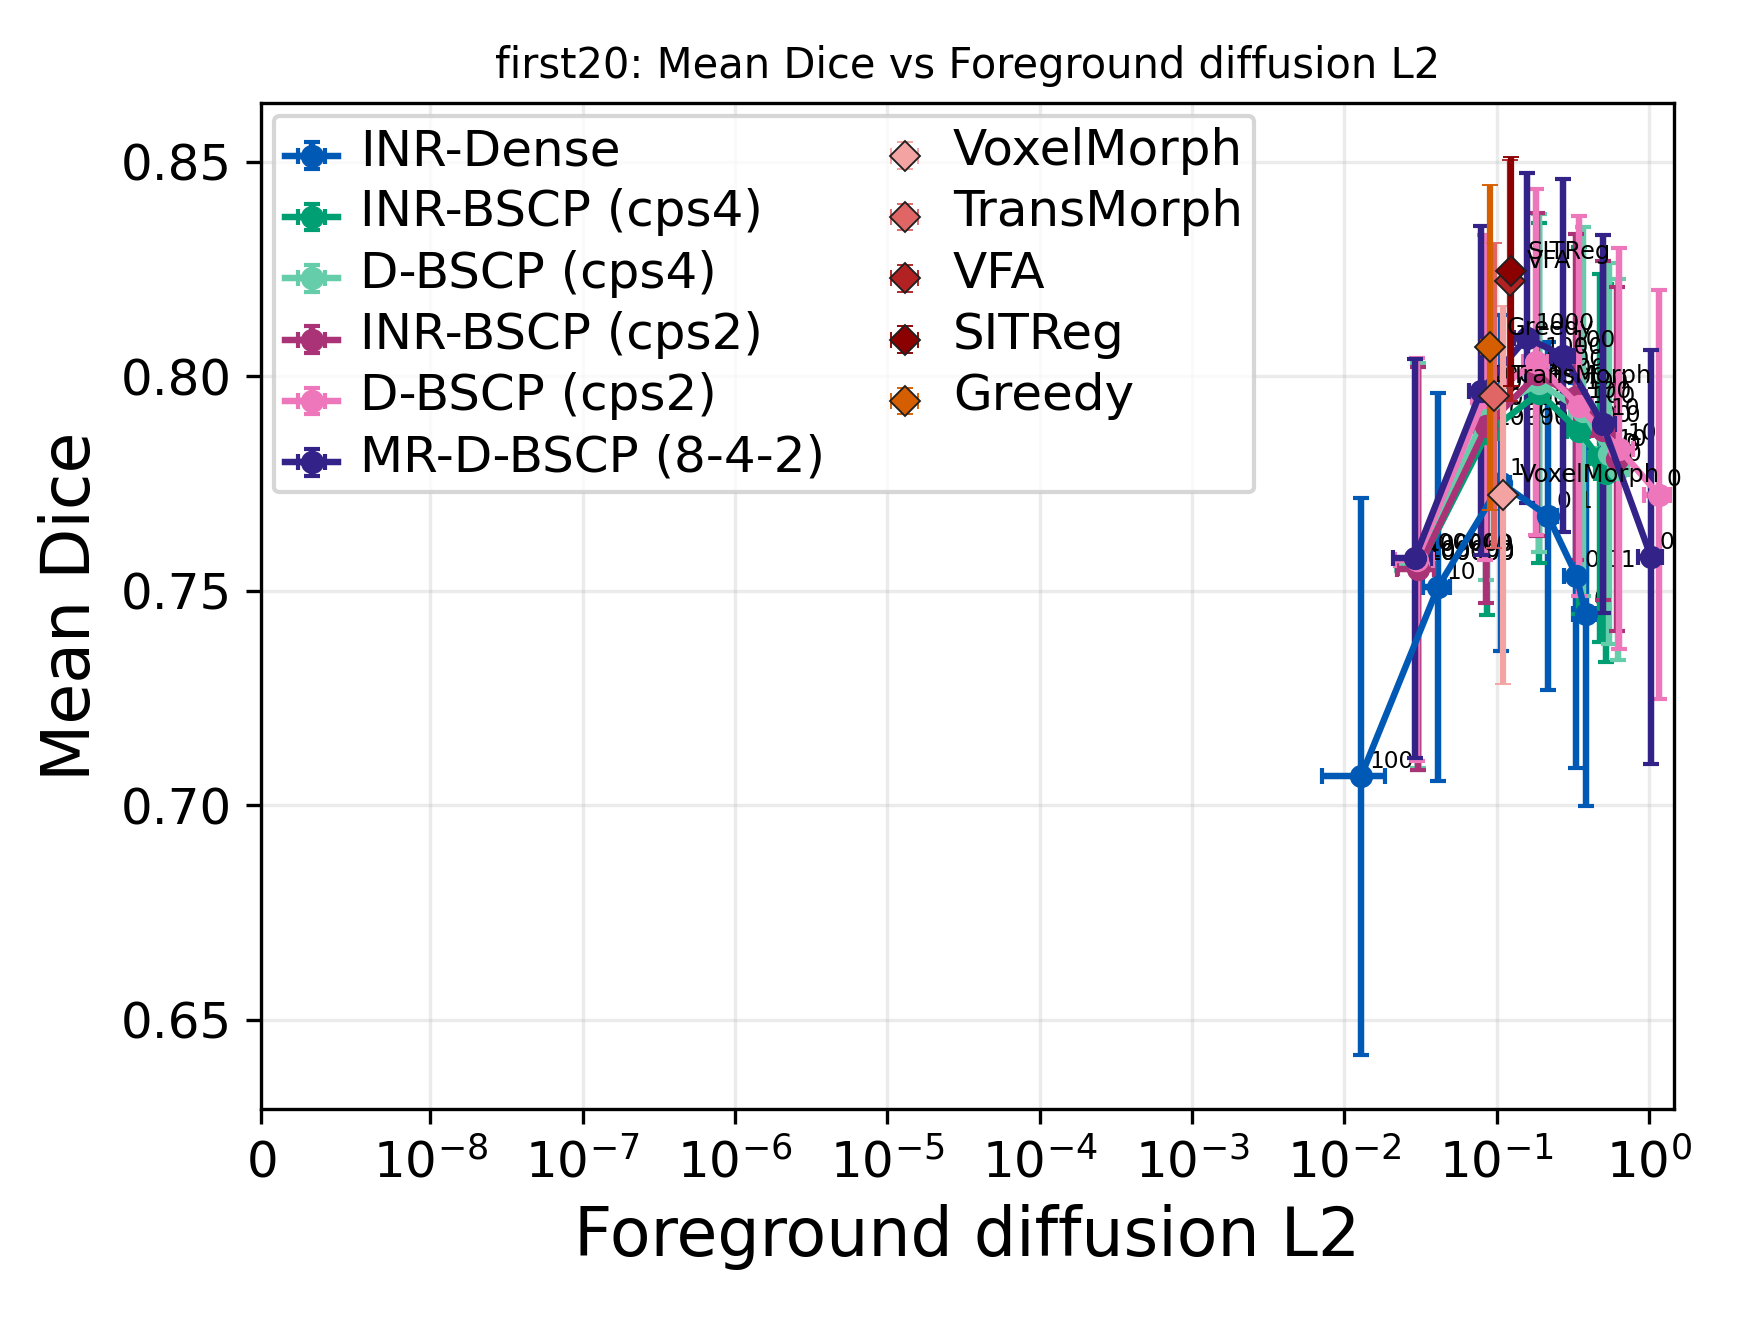 first20: Mean Dice vs Foreground diffusion L2
INR-Dense
INR-BSCP (cps4)
D-BSCP (cps4)
INR-BSCP (cps2)
D-BSCP (cps2)
MR-D-BSCP (8-4-2)
VoxelMorph
TransMorph
VFA
SITReg
Greedy
0.85
0.80
0.75
0.70
0.65
Mean Dice
SITReg
VFA
Greedy
1000
TransMorph
VoxelMorph
1
0
0
10
100
0
10⁻⁸
10⁻⁷
10⁻⁶
10⁻⁵
10⁻⁴
10⁻³
10⁻²
10⁻¹
10⁰
Foreground diffusion L2